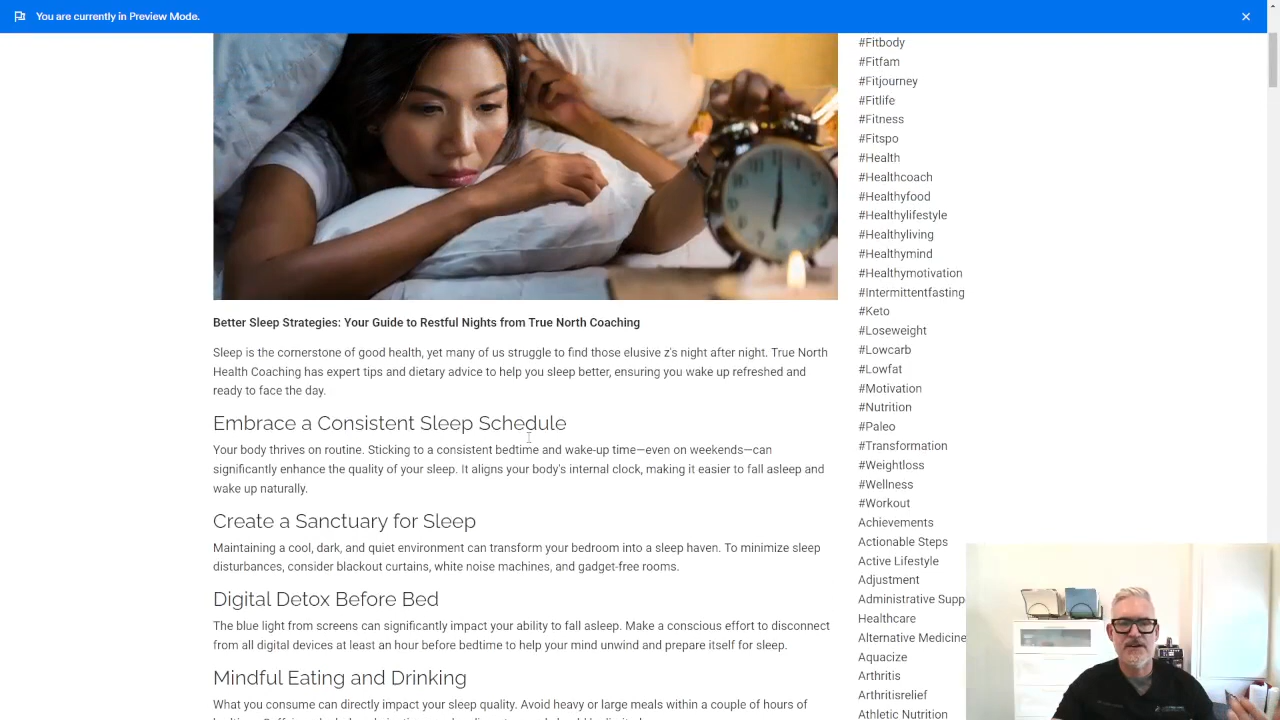 You are currently in Preview Mode.
Better Sleep Strategies: Your Guide to Restful Nights from True North Coaching
Sleep is the cornerstone of good health, yet many of us struggle to find those elusive z's night after night. True North
Health Coaching has expert tips and dietary advice to help you sleep better, ensuring you wake up refreshed and
ready to face the day.
Embrace a Consistent Sleep Schedule
Your body thrives on routine. Sticking to a consistent bedtime and wake-up time—even on weekends—can
significantly enhance the quality of your sleep. It aligns your body's internal clock, making it easier to fall asleep and
wake up naturally.
Create a Sanctuary for Sleep
Maintaining a cool, dark, and quiet environment can transform your bedroom into a sleep haven. To minimize sleep
disturbances, consider blackout curtains, white noise machines, and gadget-free rooms.
Digital Detox Before Bed
The blue light from screens can significantly impact your ability to fall asleep. Make a conscious effort to disconnect
from all digital devices at least an hour before bedtime to help your mind unwind and prepare itself for sleep.
Mindful Eating and Drinking
What you consume can directly impact your sleep quality. Avoid heavy or large meals within a couple of hours of
#Fitbody
#Fitfam
#Fitjourney
#Fitlife
#Fitness
#Fitspo
#Health
#Healthcoach
#Healthyfood
#Healthylifestyle
#Healthyliving
#Healthymind
#Healthymotivation
#Intermittentfasting
#Keto
#Loseweight
#Lowcarb
#Lowfat
#Motivation
#Nutrition
#Paleo
#Transformation
#Weightloss
#Wellness
#Workout
Achievements
Actionable Steps
Active Lifestyle
Adjustment
Administrative Supp
Healthcare
Alternative Medicine
Aquacize
Arthritis
Arthritisrelief
Athletic Nutrition